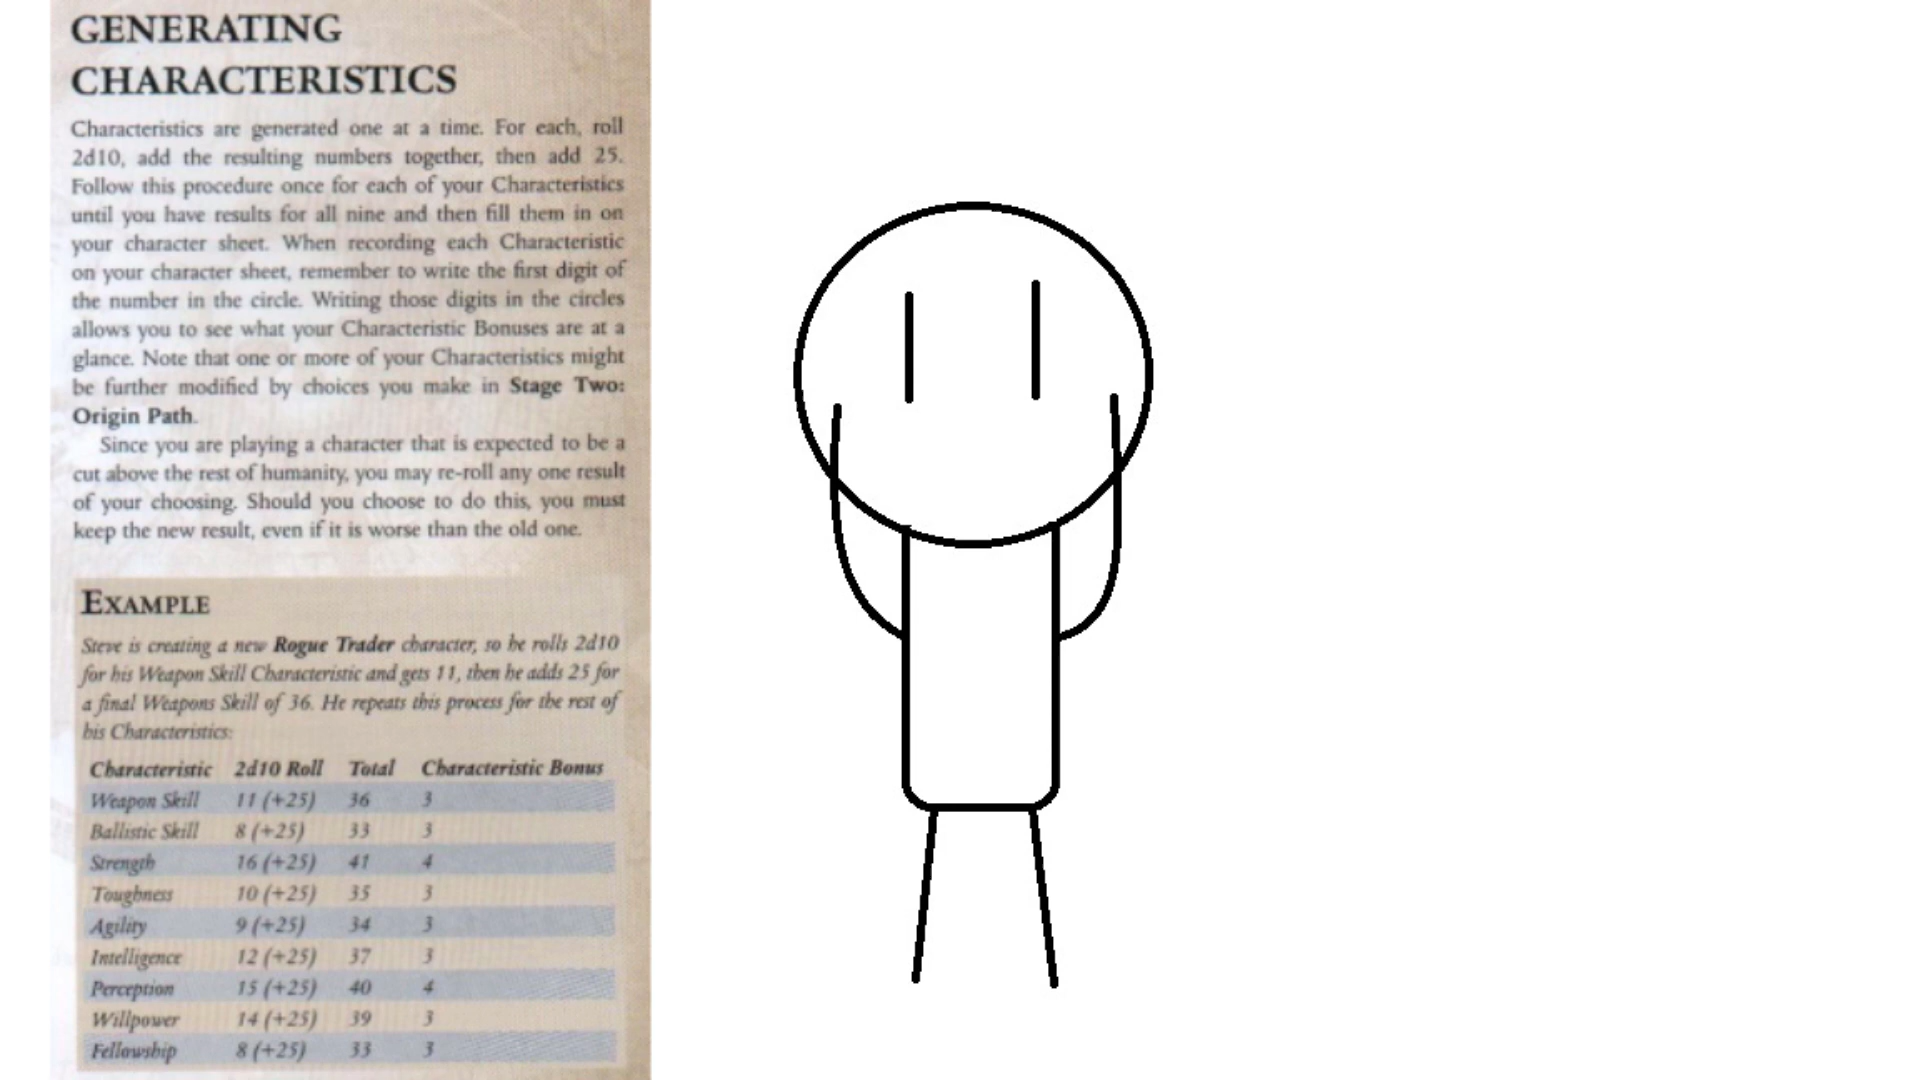 GENERATING
CHARACTERISTICS
Characteristics are generated one at a time. For each, roll
2d10, add the resulting numbers together, then add 25.
Follow this procedure once for each of your Characteristics
until you have results for all nine and then fill them in on
your character sheet. When recording each Characteristic
on your character sheet, remember to write the first digit of
the number in the circle. Writing those digits in the circles
allows you to see what your Characteristic Bonuses are at a
glance. Note that one or more of your Characteristics might
be further modified by choices you make in Stage Two:
Origin Path.
Since you are playing a character that is expected to be a
cut above the rest of humanity, you may re-roll any one result
of your choosing. Should you choose to do this, you must
keep the new result, even if it is worse than the old one.
EXAMPLE
Steve is creating a new Rogue Trader character, so he rolls 2d10
for his Weapon Skill Characteristic and gets 11, then he adds 25 for
a final Weapons Skill of 36. He repeats this process for the rest of
his Characteristics:
Characteristic 2d10 Roll Total Characteristic Bonus
Weapon Skill 11 (+25) 36 3
Ballistic Skill 8 (+25) 33 3
Strength 16 (+25) 41 4
Toughness 10 (+25) 35 3
Agility 9 (+25) 34 3
Intelligence 12 (+25) 37 3
Perception 15 (+25) 40 4
Willpower 14 (+25) 39 3
Fellowship 8 (+25) 33 3